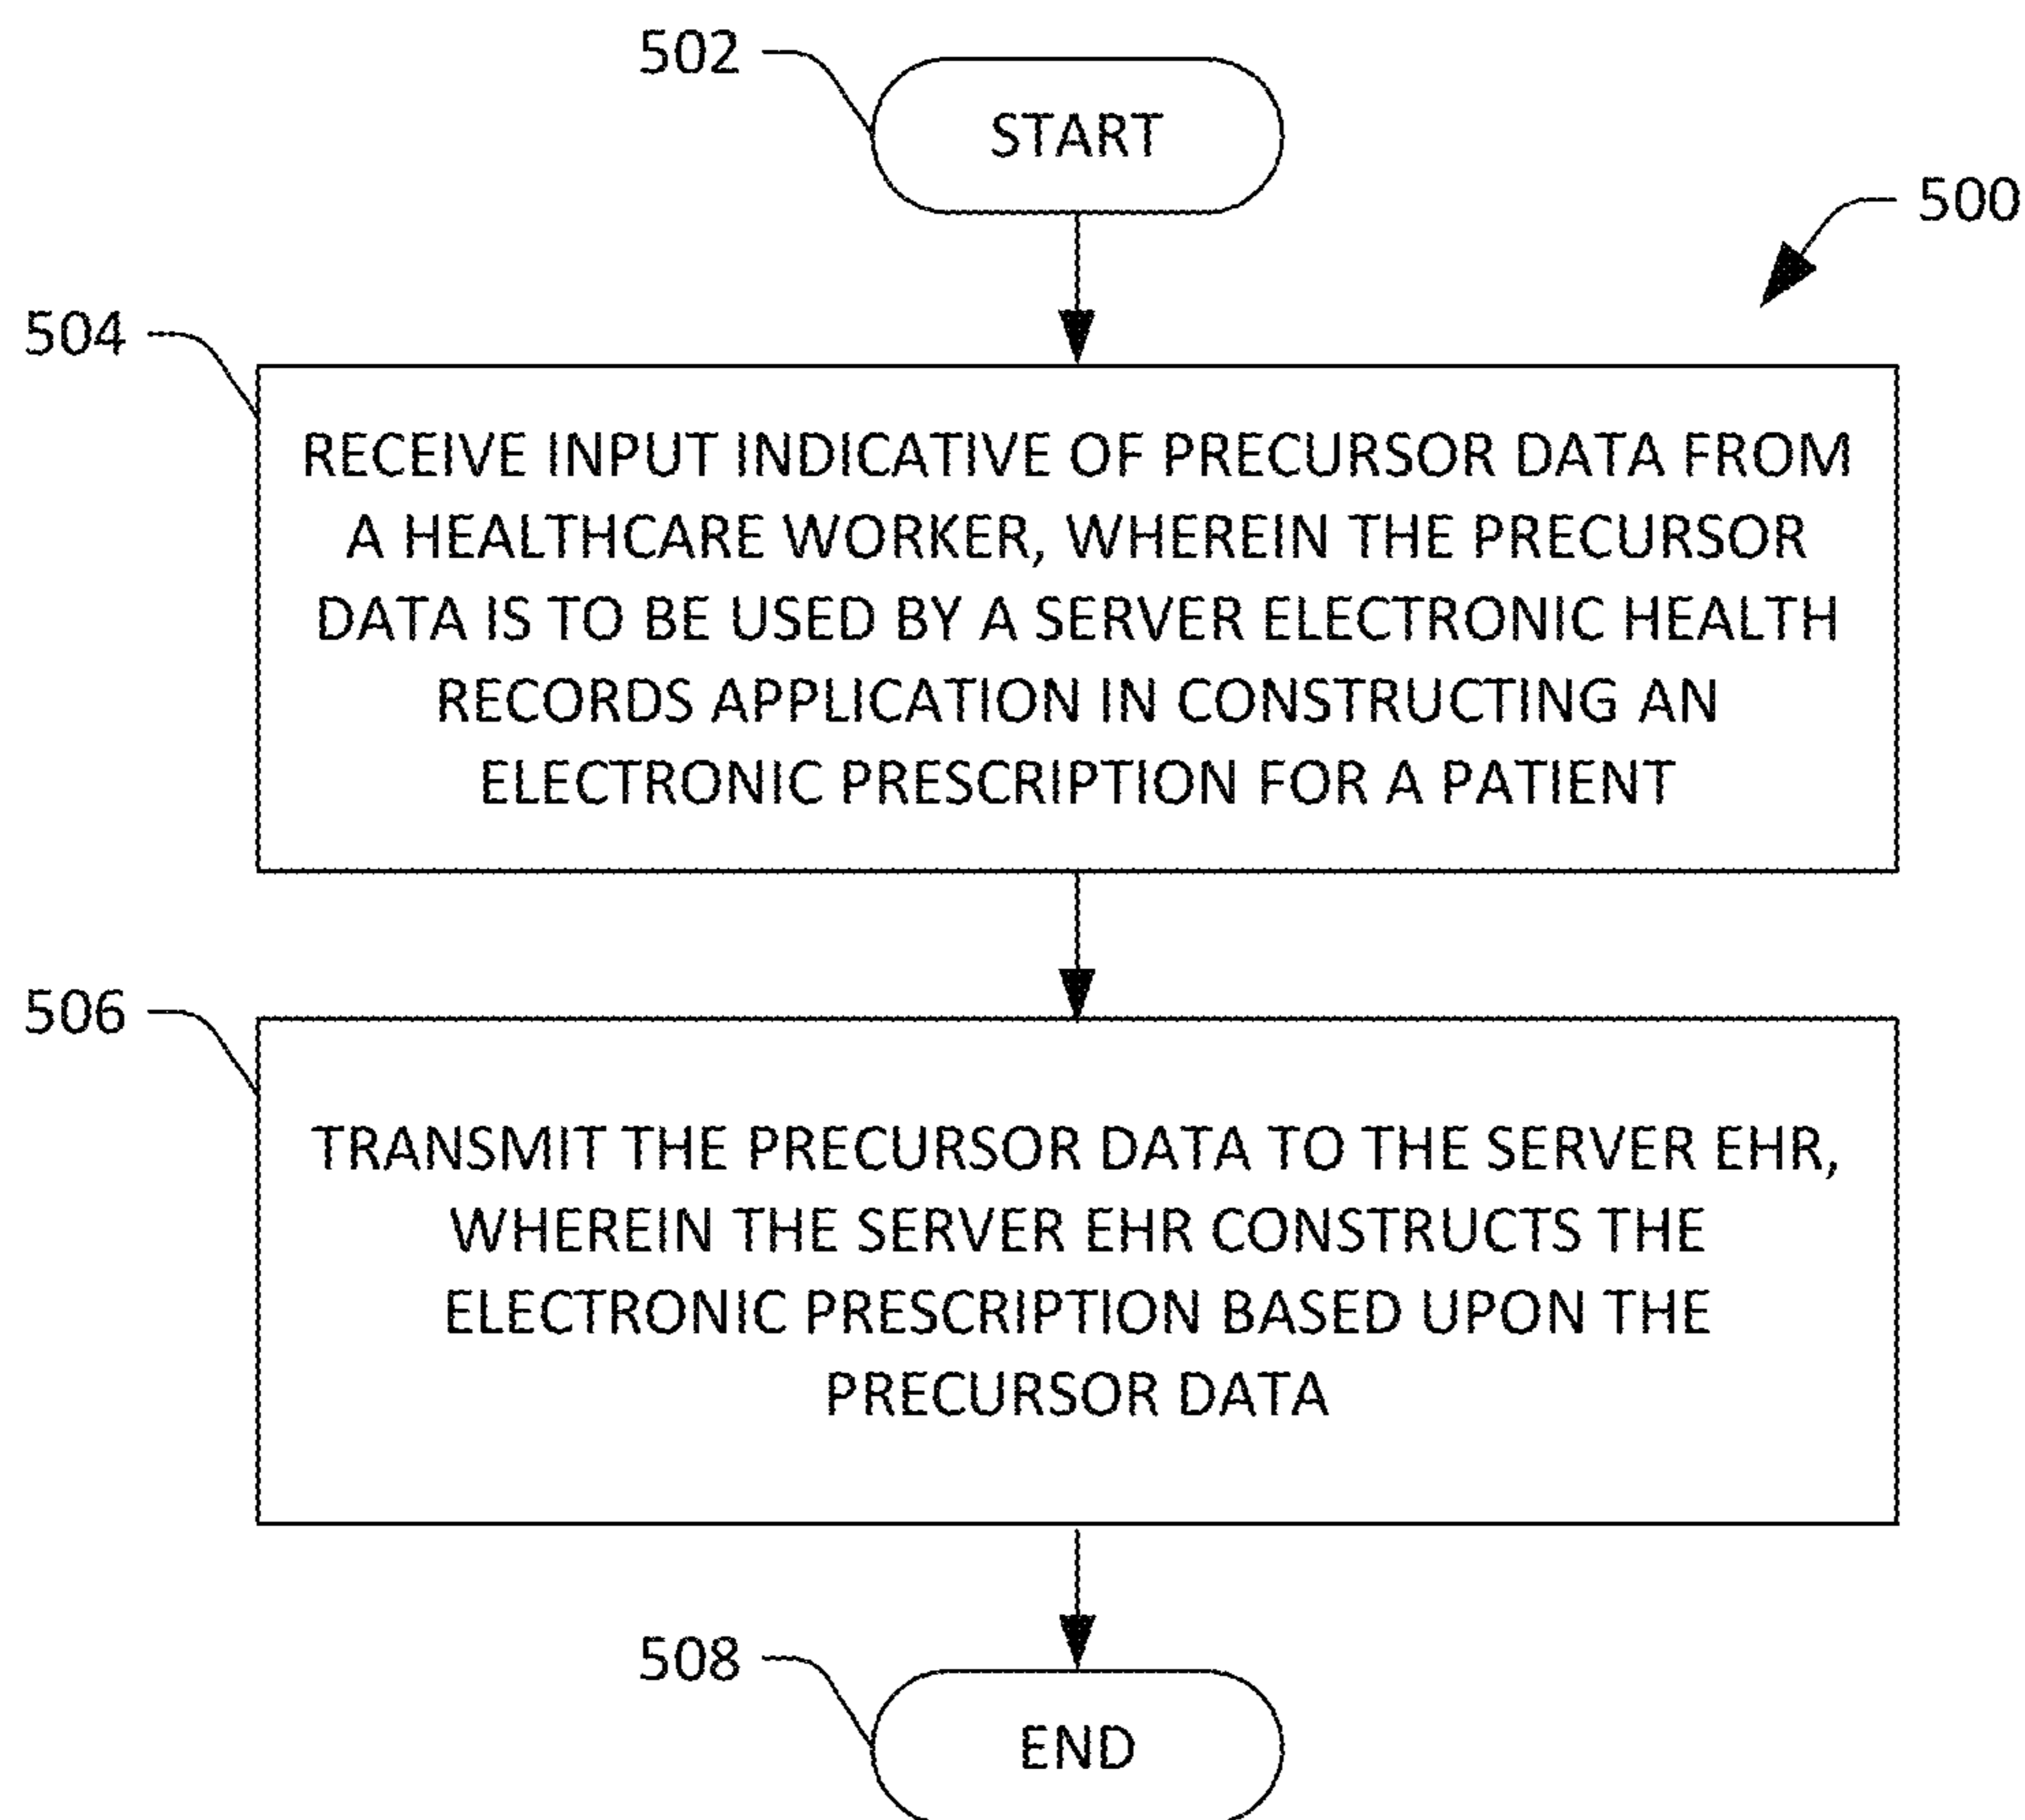 502
START
500
504
RECEIVE INPUT INDICATIVE OF PRECURSOR DATA FROM
A HEALTHCARE WORKER, WHEREIN THE PRECURSOR
DATA IS TO BE USED BY A SERVER ELECTRONIC HEALTH
RECORDS APPLICATION IN CONSTRUCTING AN
ELECTRONIC PRESCRIPTION FOR A PATIENT
506
TRANSMIT THE PRECURSOR DATA TO THE SERVER EHR,
WHEREIN THE SERVER EHR CONSTRUCTS THE
ELECTRONIC PRESCRIPTION BASED UPON THE
PRECURSOR DATA
508
END